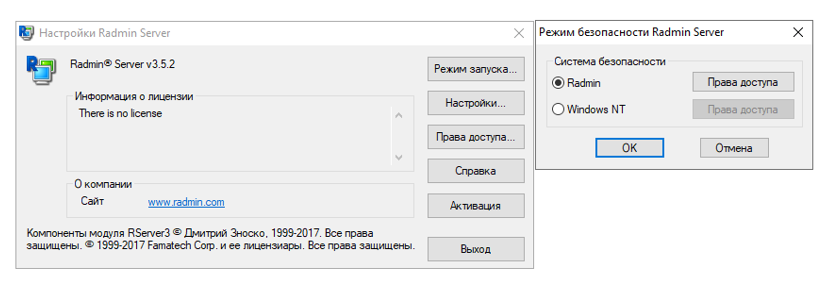 Настройки Radmin Server
Radmin® Server v3.5.2
Режим запуска...
Информация о лицензии
There is no license
Настройки...
Права доступа...
Справка
О компании
Сайт www.radmin.com
Активация
Компоненты модуля RServer3 ® Дмитрий Зноско, 1999-2017. Все права
защищены. © 1999-2017 Famatech Corp. и ее лицензиары. Все права защищены.
Выход
Режим безопасности Radmin Server
Система безопасности
Radmin Права доступа
Windows NT Права доступа
OK Отмена